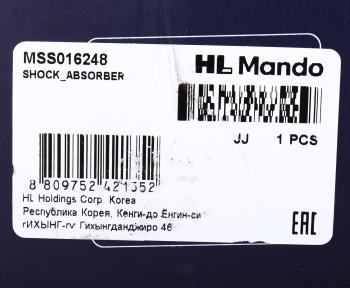 MSS016248
SHOCK_ABSORBER
HL Mando
JJ 1 PCS
8 809752 421352
HL Holdings Corp. Korea
Республика Корея, Кенги-до Енгин-си
гИХЫНГ-гу Гихынгданджиро 46
EAC